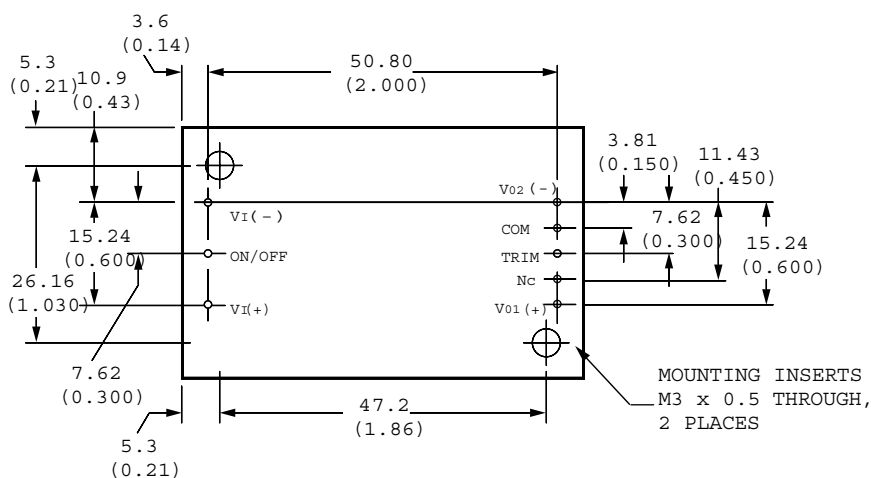 3.6
(0.14)
5.3
(0.21)
10.9
(0.43)
50.80
(2.000)
3.81
(0.150)
11.43
(0.450)
V02 (-)
VI(-)
COM
7.62
(0.300)
15.24
(0.600)
ON/OFF
TRIM
15.24
(0.600)
26.16
(1.030)
Nc
VI(+)
V01 (+)
7.62
(0.300)
47.2
(1.86)
MOUNTING INSERTS
M3 x 0.5 THROUGH,
2 PLACES
5.3
(0.21)